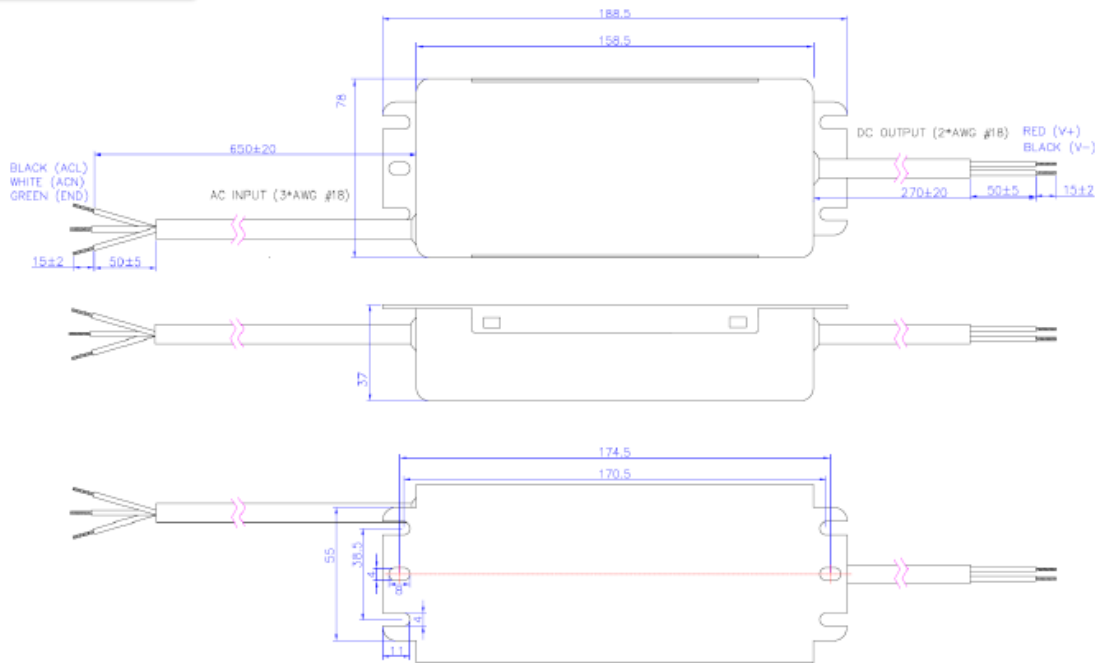 188.5
158.5
78
DC OUTPUT (2*AWG #18)
RED (V+)
BLACK (V-)
650±20
BLACK (ACL)
WHITE (ACN)
GREEN (END)
AC INPUT (3*AWG #18)
270±20
50±5
15±2
15±2
50±5
37
174.5
170.5
55
38.5
4
8
4
11